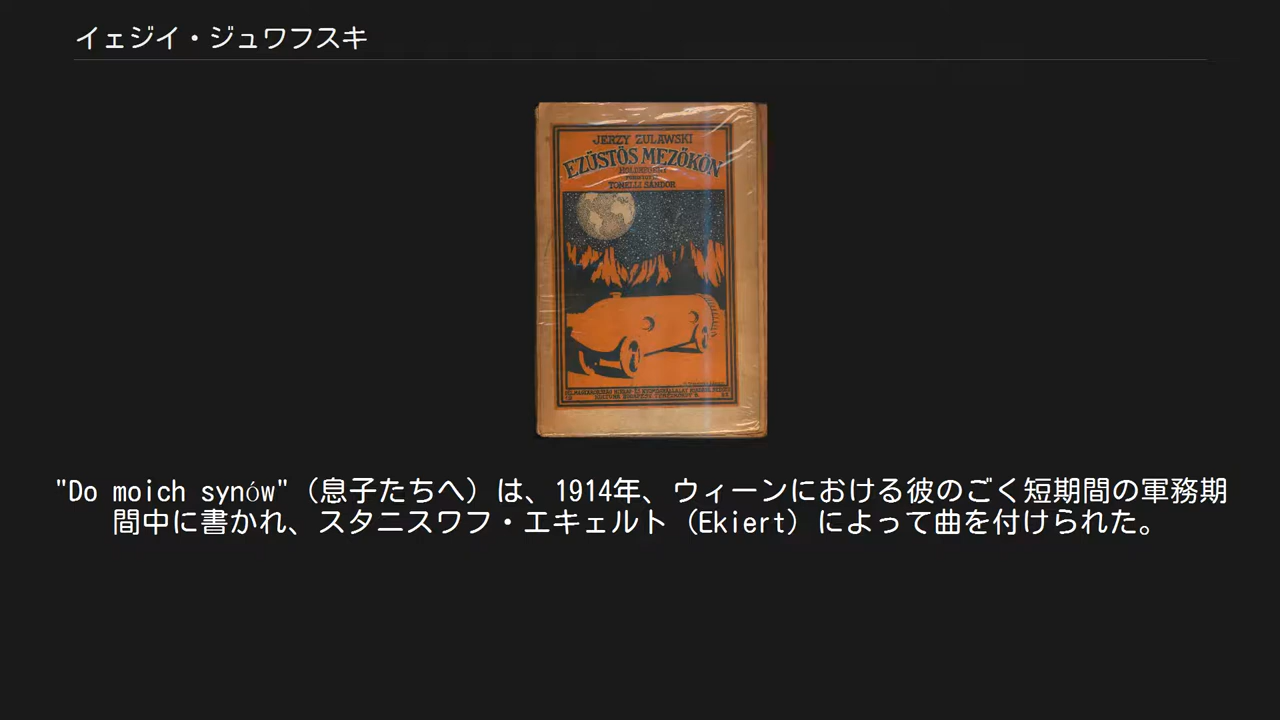 イェジイ・ジュワフスキ
JERZY ZULAWSKI
EZÜSTÖS MEZŐKÖN
TOMELLI SÁNDOR
"Do moich synów"（息子たちへ）は、1914年、ウィーンにおける彼のごく短期間の軍務期
間中に書かれ、スタニスワフ・エキェルト（Ekiert）によって曲を付けられた。